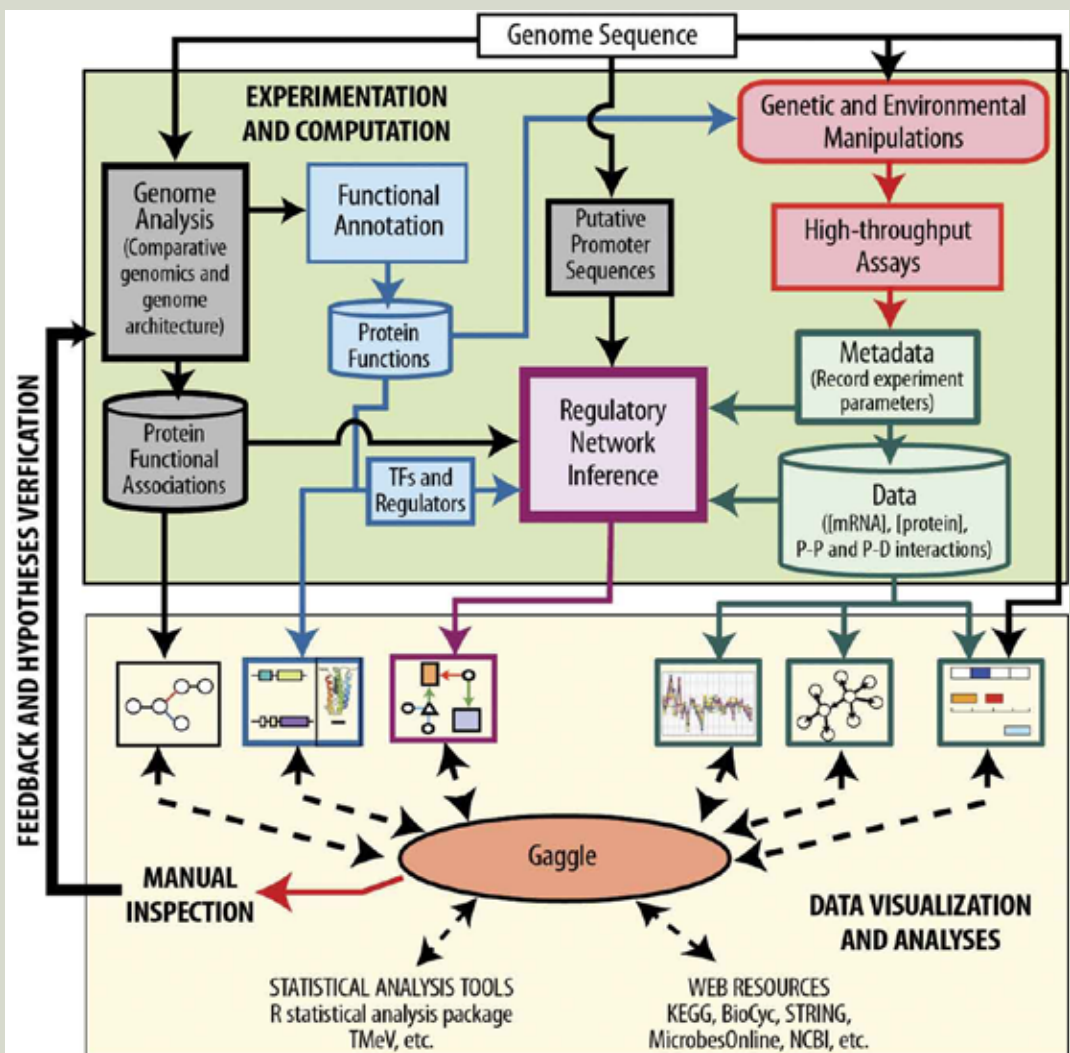 Genome Sequence
EXPERIMENTATION
AND COMPUTATION
Genetic and Environmental
Manipulations
Genome
Analysis
(Comparative
genomics and
genome
architecture)
Functional
Annotation
Putative
Promoter
Sequences
High-throughput
Assays
Protein
Functions
Metadata
(Record experiment
parameters)
Regulatory
Network
Inference
Protein
Functional
Associations
TFs and
Regulators
Data
([mRNA], [protein],
P-P and P-D interactions)
FEEDBACK AND HYPOTHESES VERFICATION
Gaggle
MANUAL
INSPECTION
DATA VISUALIZATION
AND ANALYSES
STATISTICAL ANALYSIS TOOLS
R statistical analysis package
TMeV, etc.
WEB RESOURCES
KEGG, BioCyc, STRING,
MicrobesOnline, NCBI, etc.